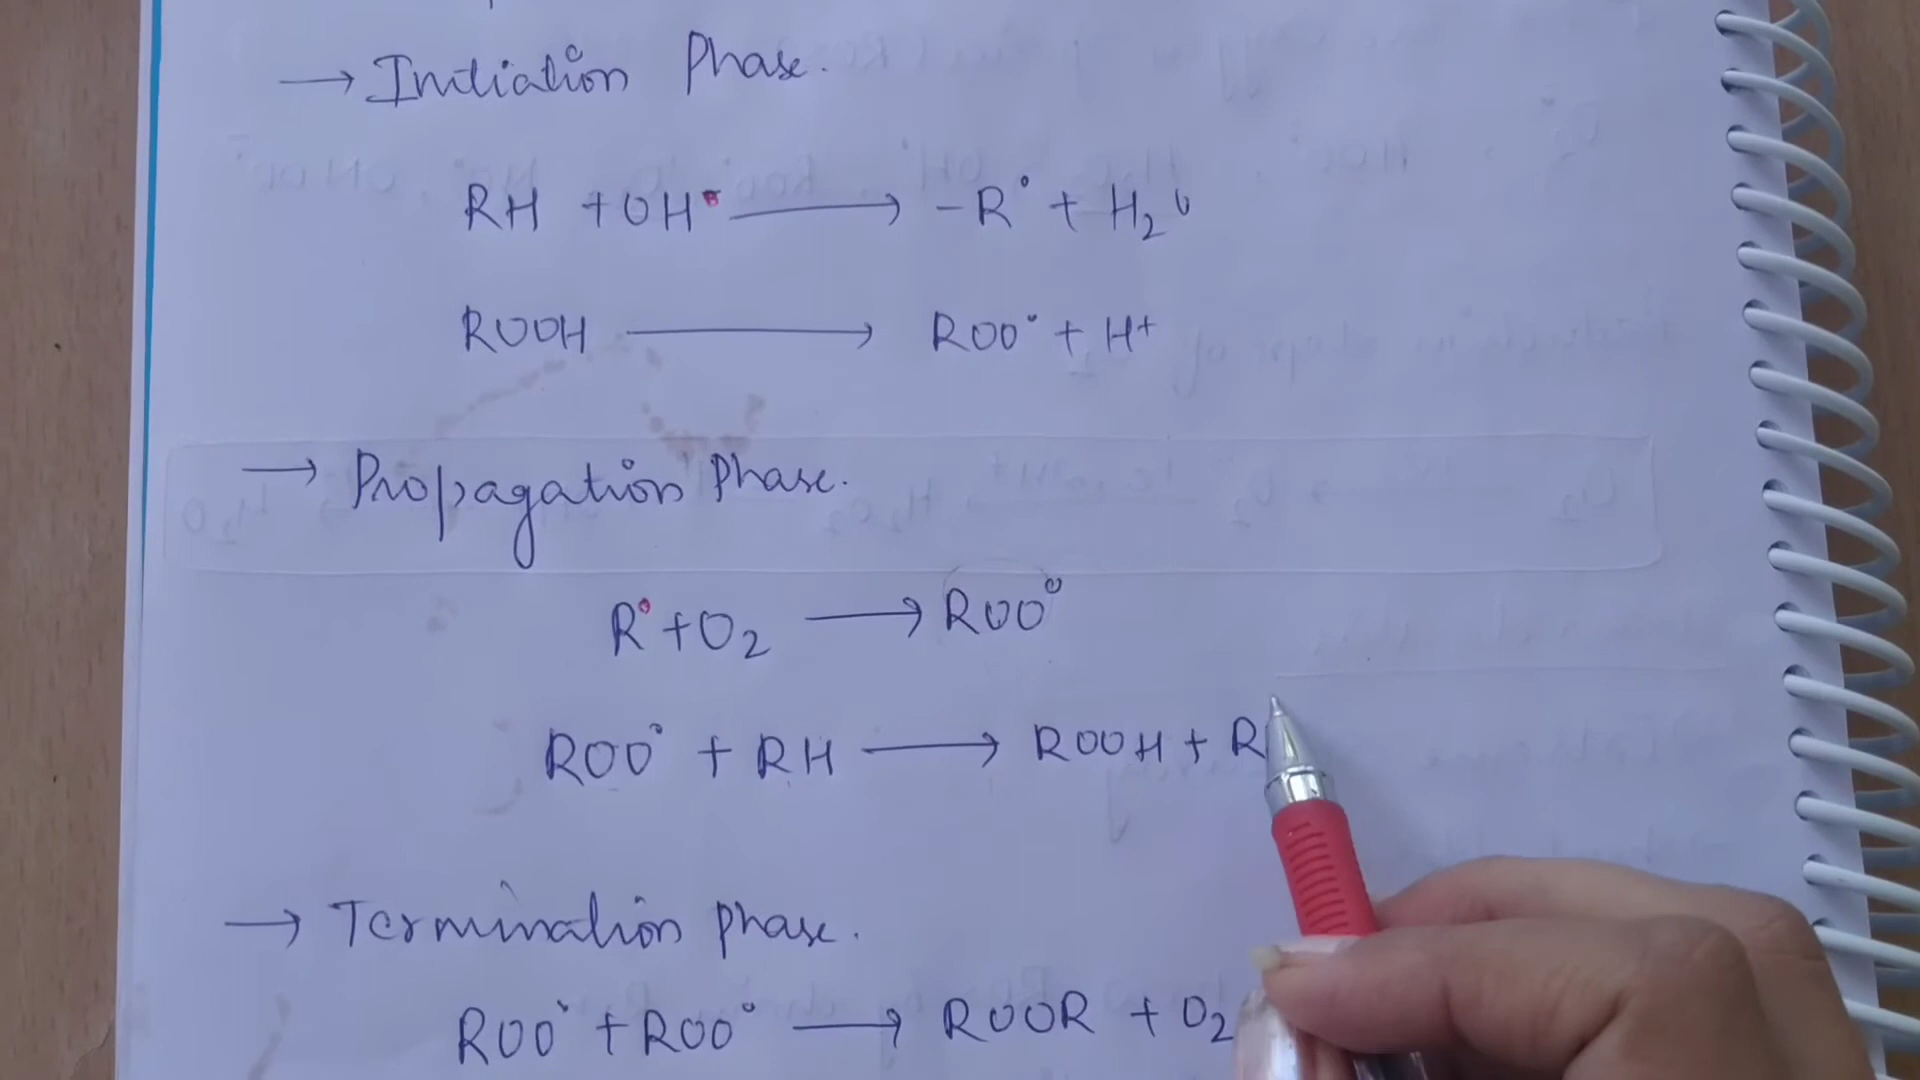 → Initiation Phase.
RH + OH• ⟶ -R° + H₂O
ROOH ⟶ ROO• + H+
→ Propagation Phase.
R° + O₂ ⟶ ROO°
ROO° + RH ⟶ ROOH + R
→ Termination phase.
ROO• + ROO° ⟶ ROOR + O₂